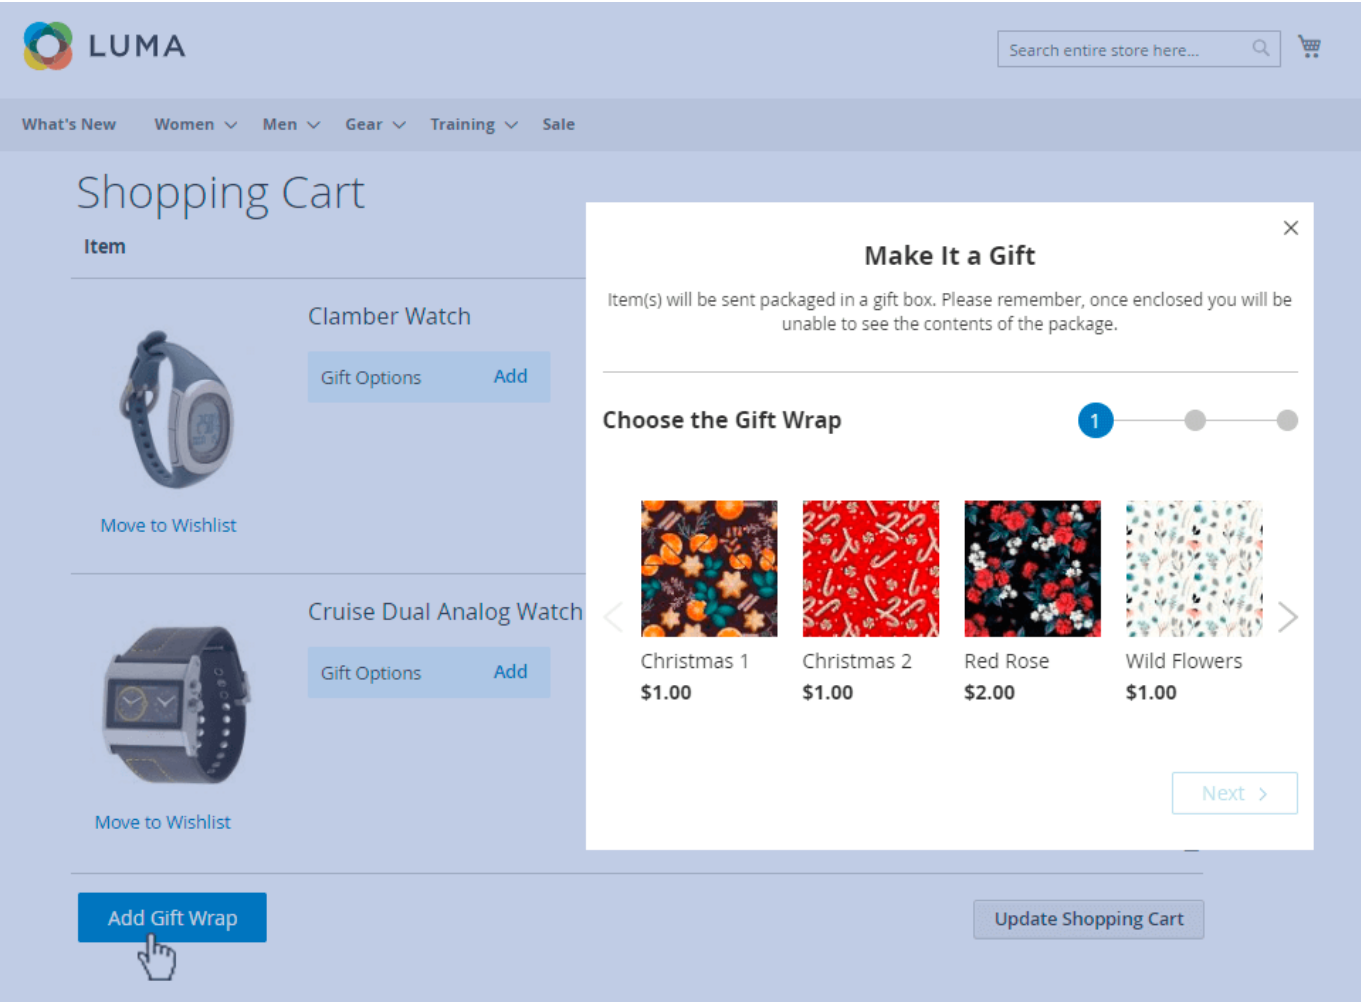 LUMA
Search entire store here...
What's New Women Men Gear Training Sale
Shopping Cart
Item
Clamber Watch
Gift Options Add
Move to Wishlist
Cruise Dual Analog Watch
Gift Options Add
Move to Wishlist
Add Gift Wrap
Update Shopping Cart
Make It a Gift
Item(s) will be sent packaged in a gift box. Please remember, once enclosed you will be
unable to see the contents of the package.
Choose the Gift Wrap
1
Christmas 1
$1.00
Christmas 2
$1.00
Red Rose
$2.00
Wild Flowers
$1.00
Next